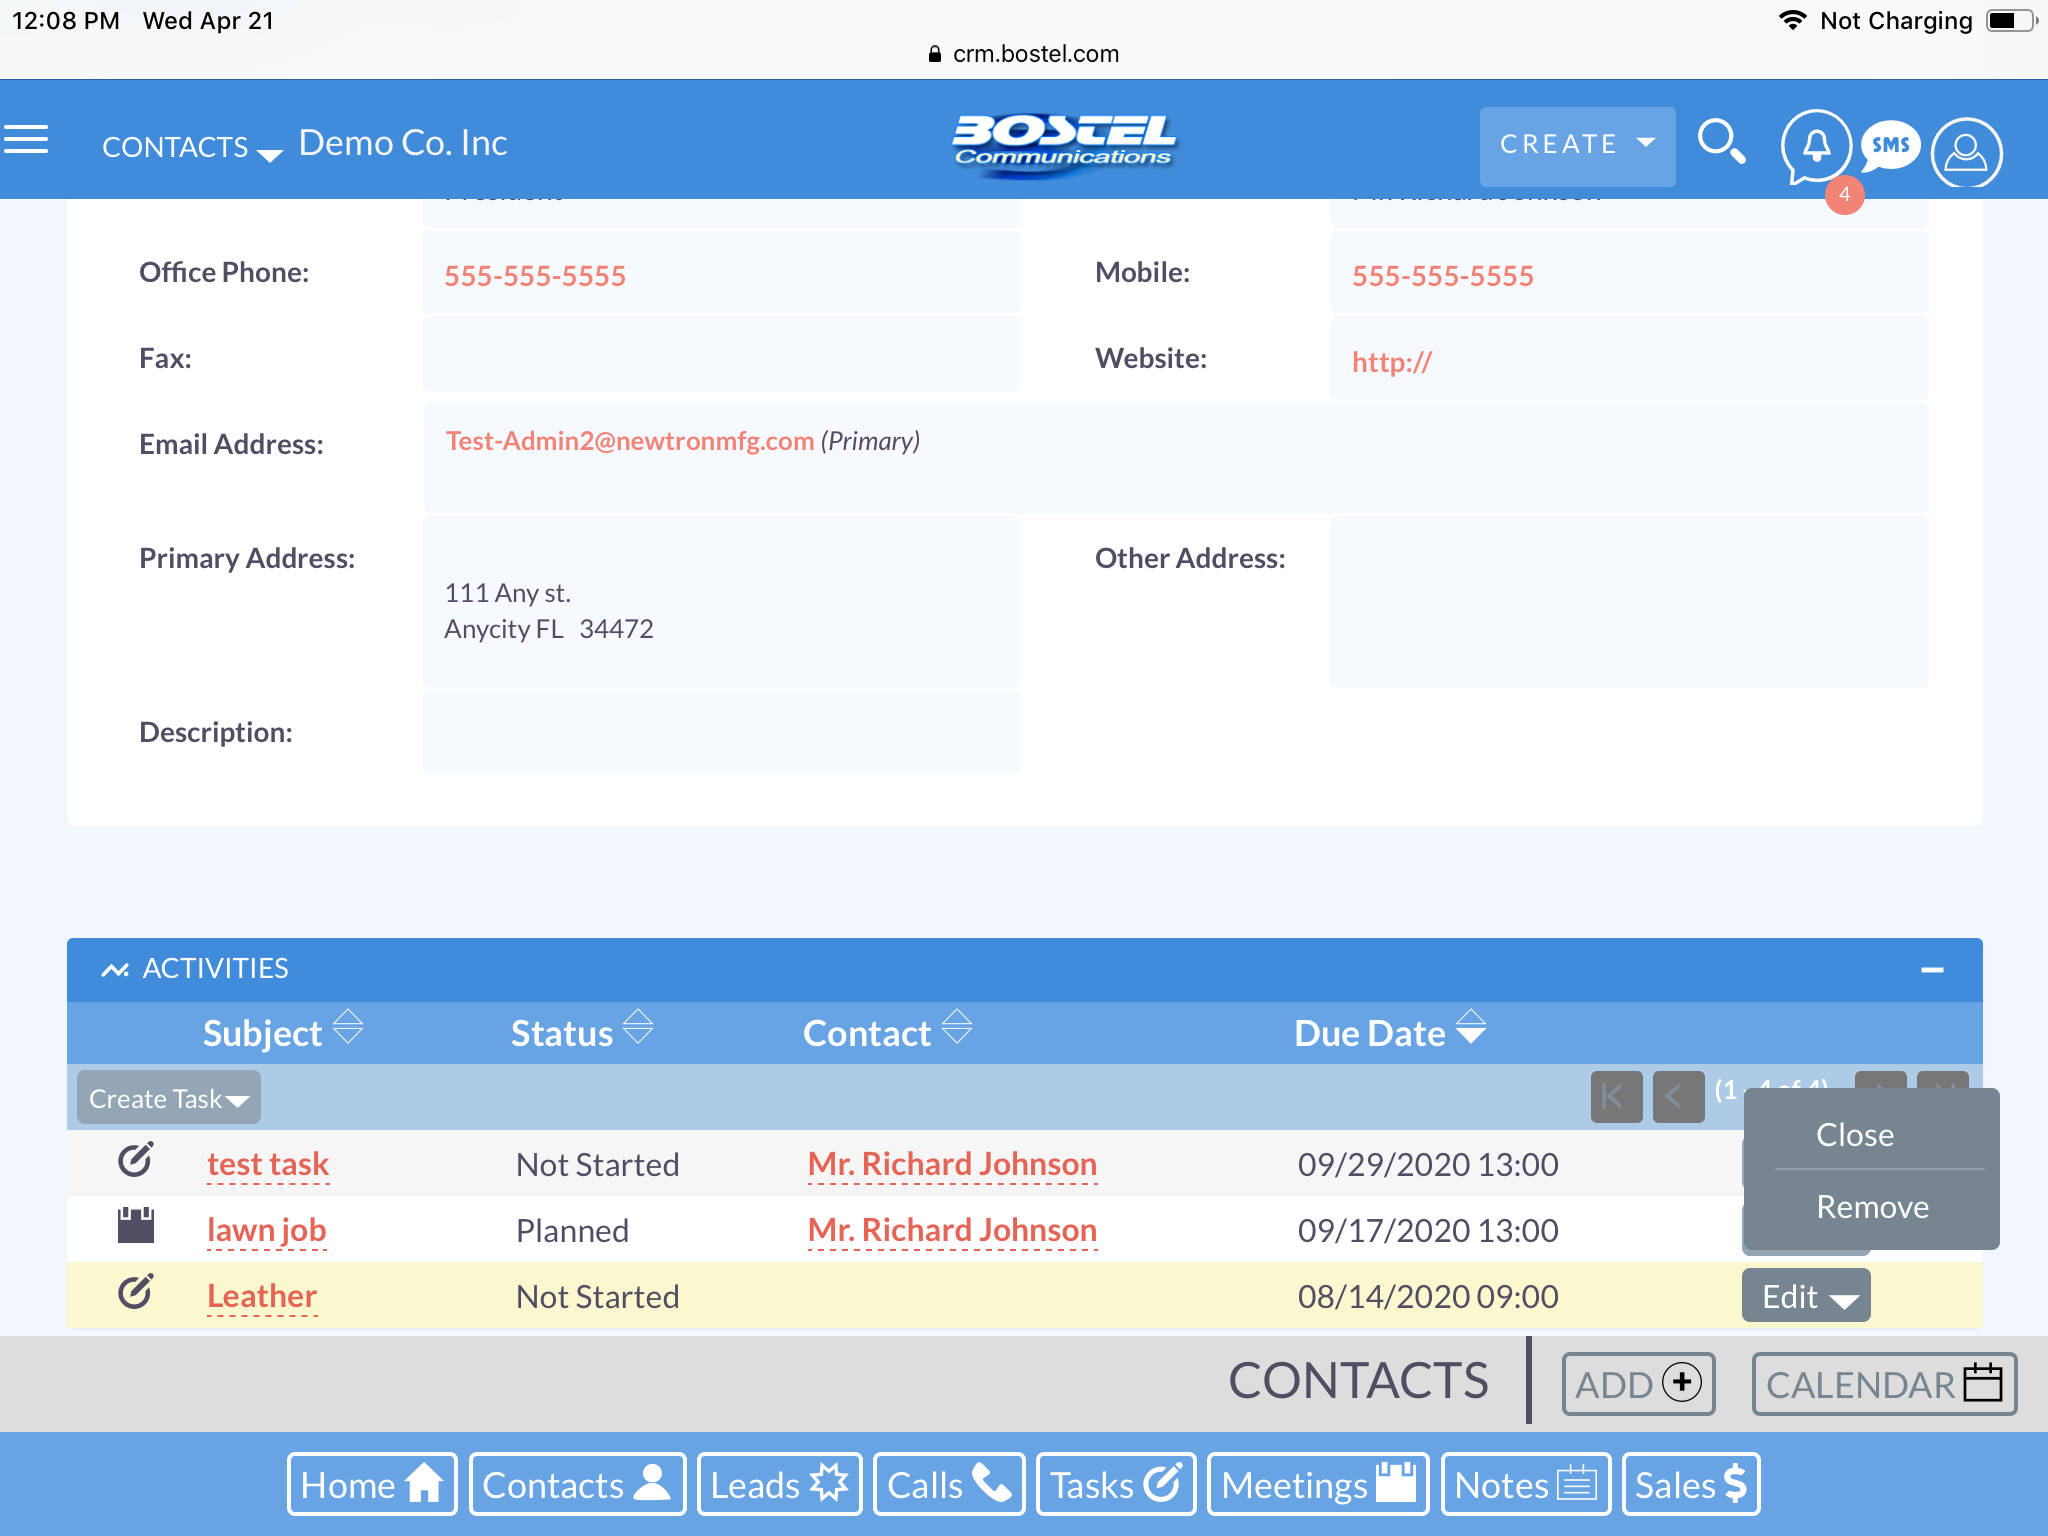 12:08 PM Wed Apr 21
Not Charging
crm.bostel.com
CONTACTS Demo Co. Inc
BOSTEL
Communications
CREATE
SMS
4
Office Phone: 555-555-5555
Mobile: 555-555-5555
Fax:
Website: http://
Email Address: Test-Admin2@newtronmfg.com (Primary)
Primary Address:
111 Any st.
Anycity FL 34472
Other Address:
Description:
ACTIVITIES
Subject Status Contact Due Date
Create Task
(1
Close
Remove
test task Not Started Mr. Richard Johnson 09/29/2020 13:00
lawn job Planned Mr. Richard Johnson 09/17/2020 13:00
Leather Not Started 08/14/2020 09:00 Edit
CONTACTS ADD CALENDAR
Home Contacts Leads Calls Tasks Meetings Notes Sales